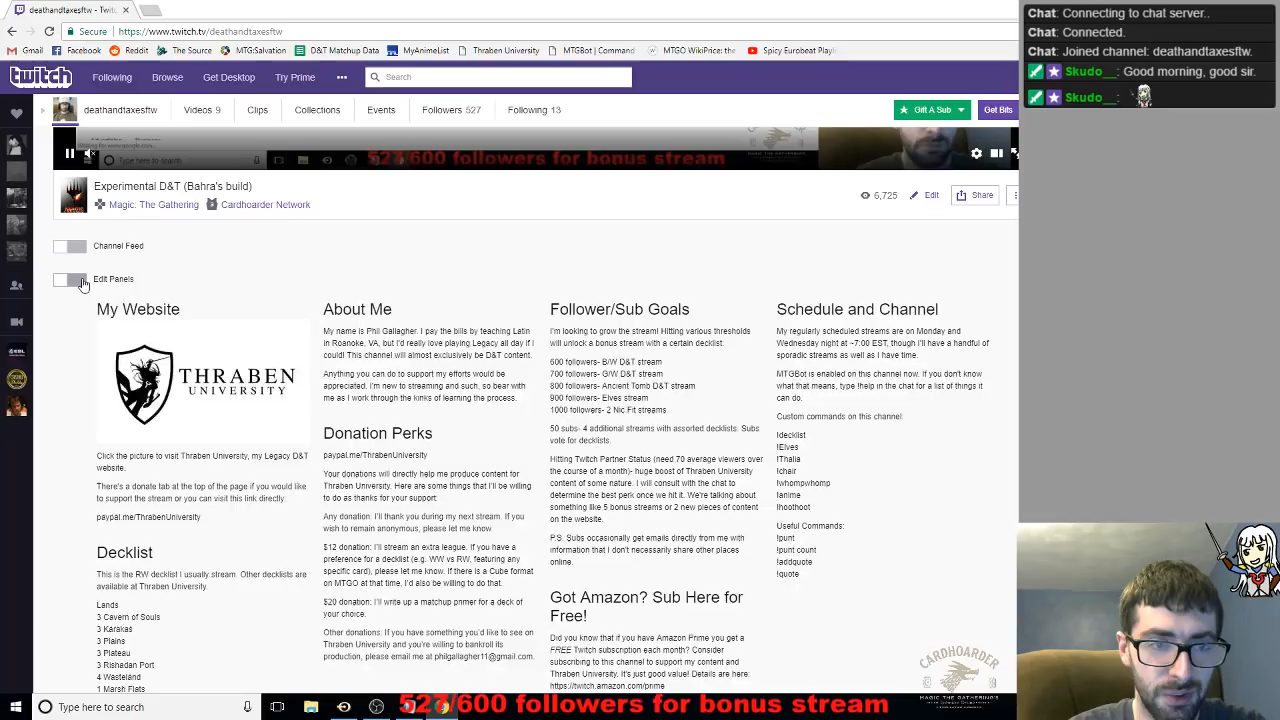 deathandtaxesftw - Twi
Secure | https://www.twitch.tv/deathandtaxesftw
Facebook Reddit The Source MTGSalvation D&T Matchup Data MyAnimeList Thraben University MTGBot | Command MTGO WikiPrice: the Spicy Eurobeat Playl
twitch Following Browse Get Desktop Try Prime ... Search
deathandtaxesftw Videos 9 Clips Events Followers 527 Following 13 Gift A Sub Get Bits
Type here to search 527/600 followers for bonus stream
Experimental D&T (Bahra's build)
Magic: The Gathering Cardhoarder Network
6,725 Edit Share
Channel Feed
Edit Panels
My Website
THRABEN
UNIVERSITY
Click the picture to visit Thraben University, my Legacy D&T
website.
There's a donate tab at the top of the page if you would like
to support the stream or you can visit this link directly:
paypal.me/ThrabenUniversity
Decklist
This is the RW decklist I usually stream. Other decklists are
available at Thraben University.
Lands
3 Cavern of Souls
3 Karakas
3 Plains
3 Plateau
3 Rishadan Port
4 Wasteland
1 Marsh Flats
About Me
My name is Phil Gallagher. I pay the bills by teaching Latin
in Roanoke, VA, but I'd really love playing Legacy all day if I
could! This channel will almost exclusively be D&T content.
Anything you can do to support my efforts would be
appreciated. I'm new to streaming and such, so bear with
me as I work through the kinks of learning the process.
Donation Perks
paypal.me/ThrabenUniversity
Your donations will directly help me produce content for
Thraben University. Here are some things that I'll be willing
to do as thanks for your support:
Any donation: I'll thank you during my next stream. If you
wish to remain anonymous, please let me know.
$12 donation: I'll stream an extra league. If you have a
preference for a decklist (e.g. WW vs RW, featuring any
specific card), please let me know. If there is a Cube format
on MTGO at that time, I'd also be willing to do that.
$20 donation: I'll write up a matchup primer for a deck of
your choice.
Other donations: If you have something you'd like to see on
Thraben University and you're willing to bankroll its
production, please email me at philgallagher11@gmail.com.
Follower/Sub Goals
I'm looking to grow the stream! Hitting various thresholds
will unlock a bonus stream with a certain decklist:
600 followers- B/W D&T stream
700 followers- G/W D&T stream
800 followers- Ancient Tomb D&T stream
900 followers- Elves stream
1000 followers- 2 Nic Fit streams
50 subs- 4 additional streams with assorted decklists. Subs
vote for decklists.
Hitting Twitch Partner Status (need 70 average viewers over
the course of a month)- huge boost of Thraben University
content of some nature. I will consult with the chat to
determine the best perk once we hit it. We're talking about
something like 5 bonus streams or 2 new pieces of content
on the website.
P.S. Subs occasionally get emails directly from me with
information that I don't necessarily share other places
online.
Got Amazon? Sub Here for
Free!
Did you know that if you have Amazon Prime you get a
FREE Twitch subscription each month? Consider
subscribing to this channel to support my content and
Thraben University. It's just good value! Details are here:
https://twitch.amazon.com/prime
Schedule and Channel
My regularly scheduled streams are on Monday and
Wednesday night at ~7:00 EST, though I'll have a handful of
sporadic streams as well as I have time.
MTGBot is enabled on this channel now. If you don't know
what that means, type !help in the chat for a list of things it
can do.
Custom commands on this channel:
!decklist
!Elves
!Thalia
!chair
!whompwhomp
!anime
!hoothoot
Useful Commands:
!punt
!punt count
!addquote
!quote
CARDHOARDER
Type here to search
527/600 followers for bonus stream
Chat: Connecting to chat server..
Chat: Connected.
Chat: Joined channel: deathandtaxesftw.
Skudo__: Good morning, good sir.
Skudo__: